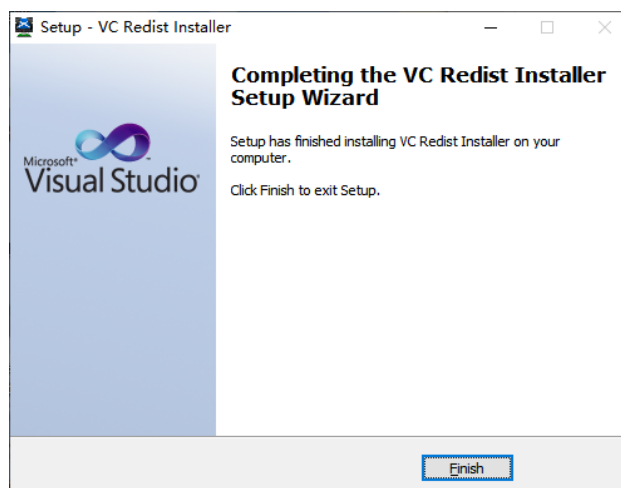 Setup - VC Redist Installer
Completing the VC Redist Installer
Setup Wizard
Setup has finished installing VC Redist Installer on your
computer.
Click Finish to exit Setup.
Microsoft®
Visual Studio®
Finish